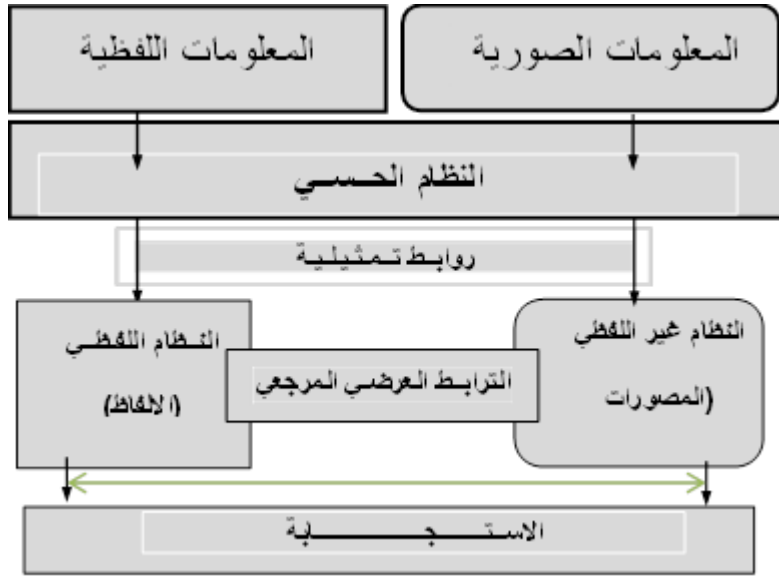 المعلومات الصورية
المعلومات اللفظية
النظام الحسي
روابط تمثيلية
النظام غير اللفظي
(المصورات
الترابط العرضي المرجعي
النظام اللفظي
(الالفاظ)
الاستجابة